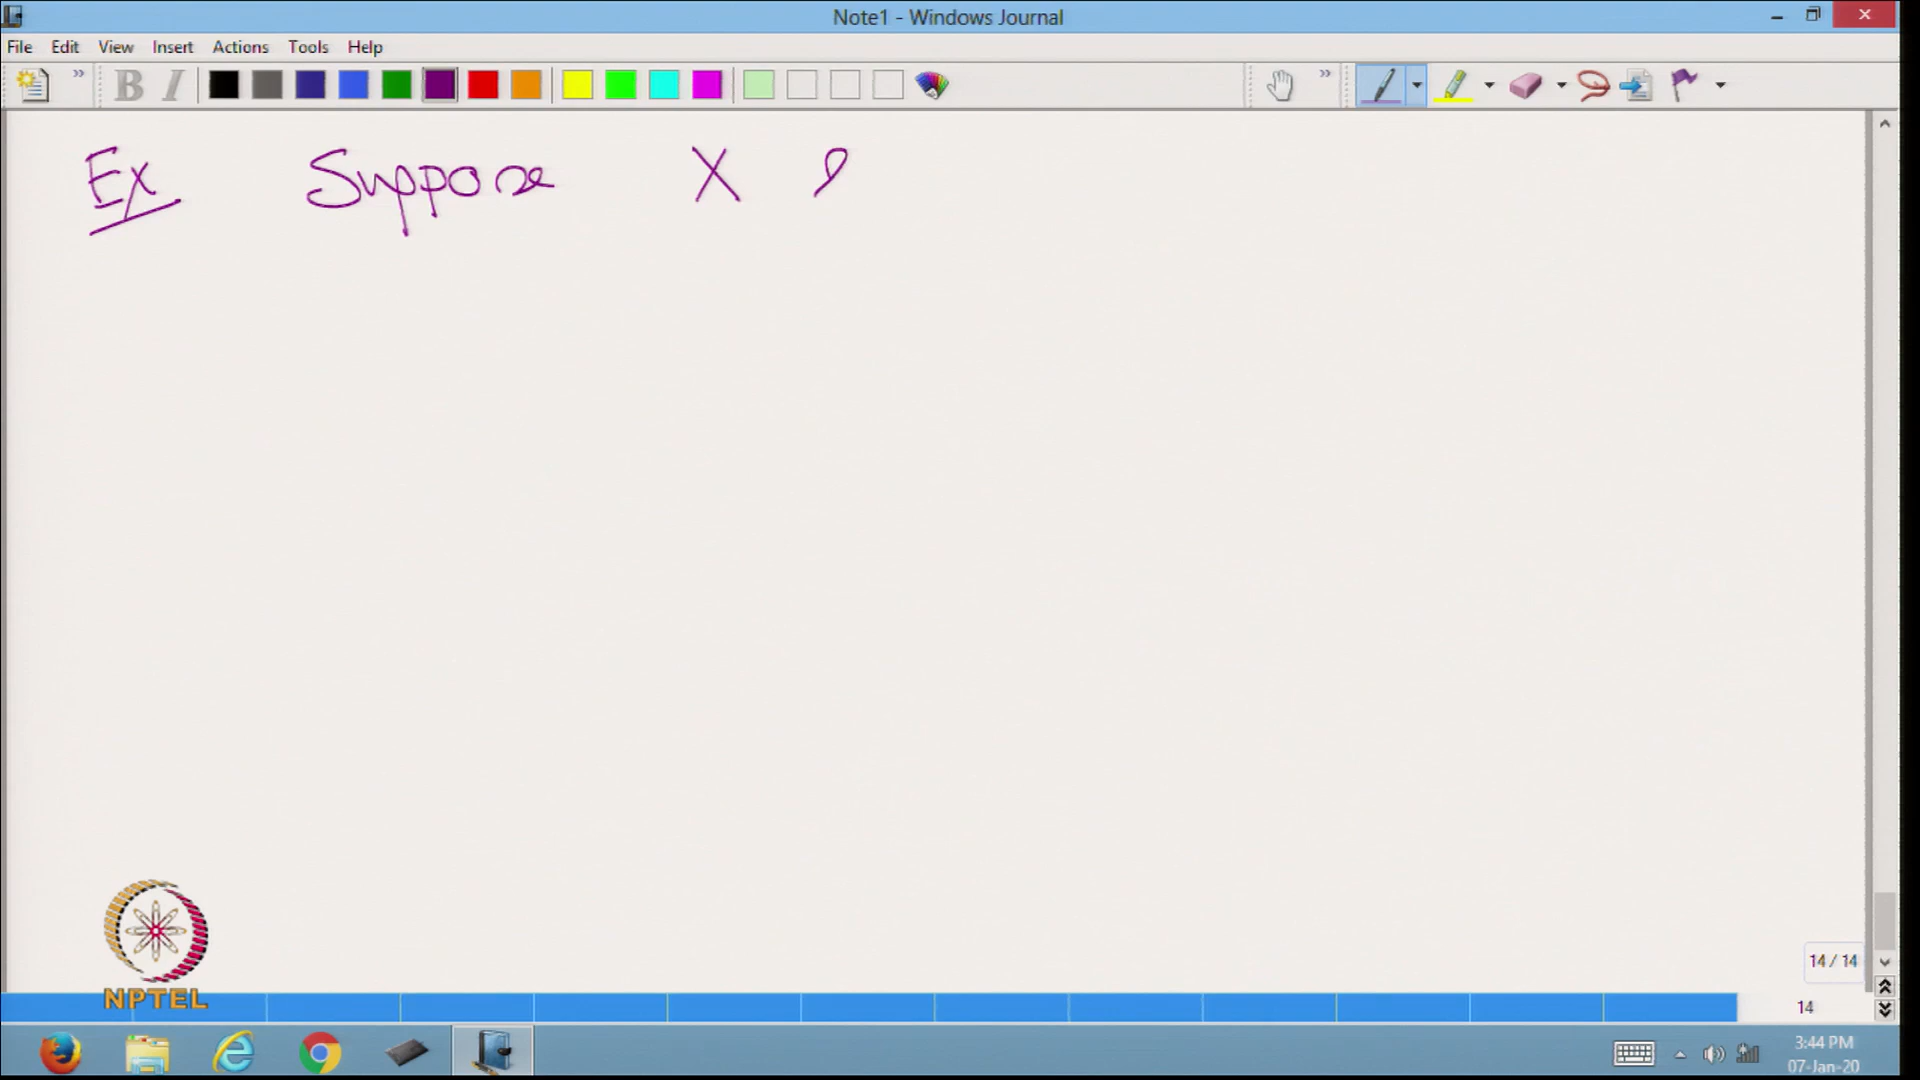 Note1 - Windows Journal
File Edit View Insert Actions Tools Help
B I
Ex Suppose X
NPTEL
14 / 14
14
3:44 PM
07-Jan-20